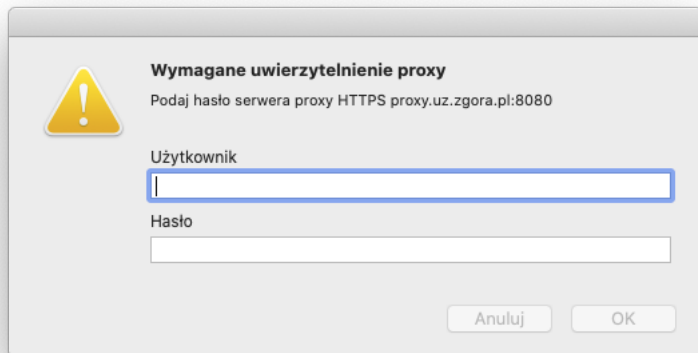 Wymagane uwierzytelnienie proxy
Podaj hasło serwera proxy HTTPS proxy.uz.zgora.pl:8080
Użytkownik
Hasło
Anuluj OK